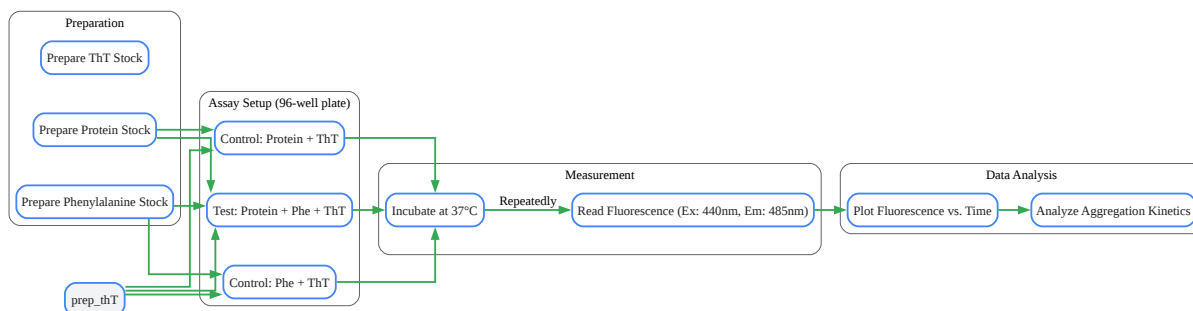 Preparation
Prepare ThT Stock
Prepare Protein Stock
Prepare Phenylalanine Stock
prep_thT
Assay Setup (96-well plate)
Control: Protein + ThT
Test: Protein + Phe + ThT
Control: Phe + ThT
Measurement
Incubate at 37°C
Repeatedly
Read Fluorescence (Ex: 440nm, Em: 485nm)
Data Analysis
Plot Fluorescence vs. Time
Analyze Aggregation Kinetics